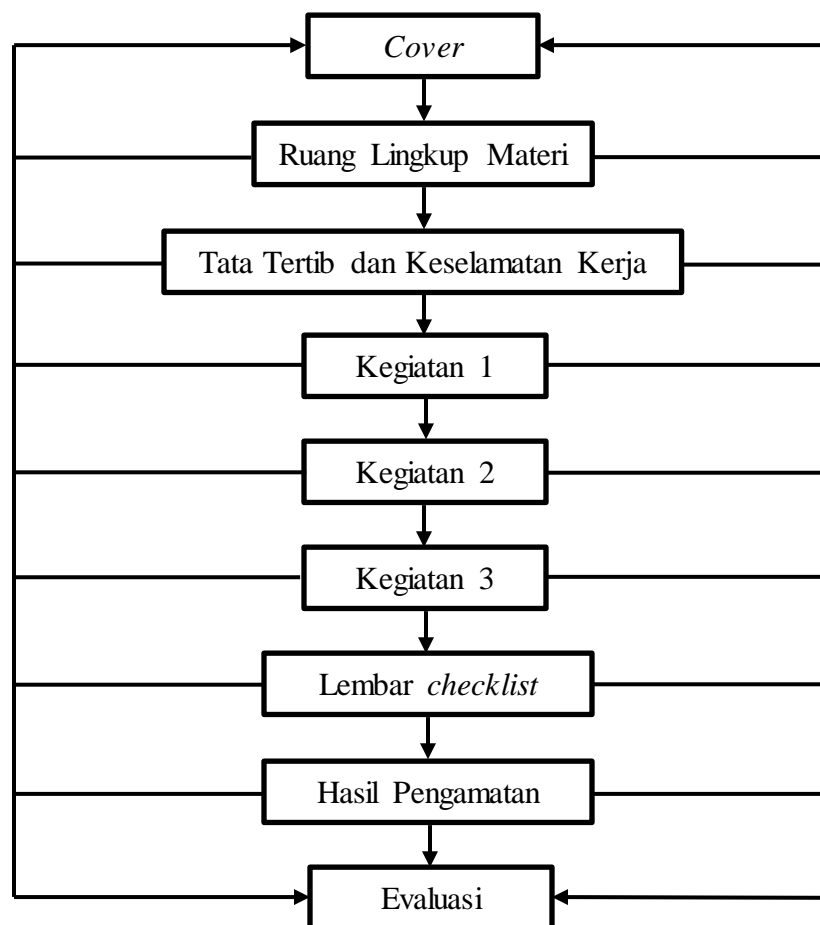 Cover
Ruang Lingkup Materi
Tata Tertib dan Keselamatan Kerja
Kegiatan 1
Kegiatan 2
Kegiatan 3
Lembar checklist
Hasil Pengamatan
Evaluasi